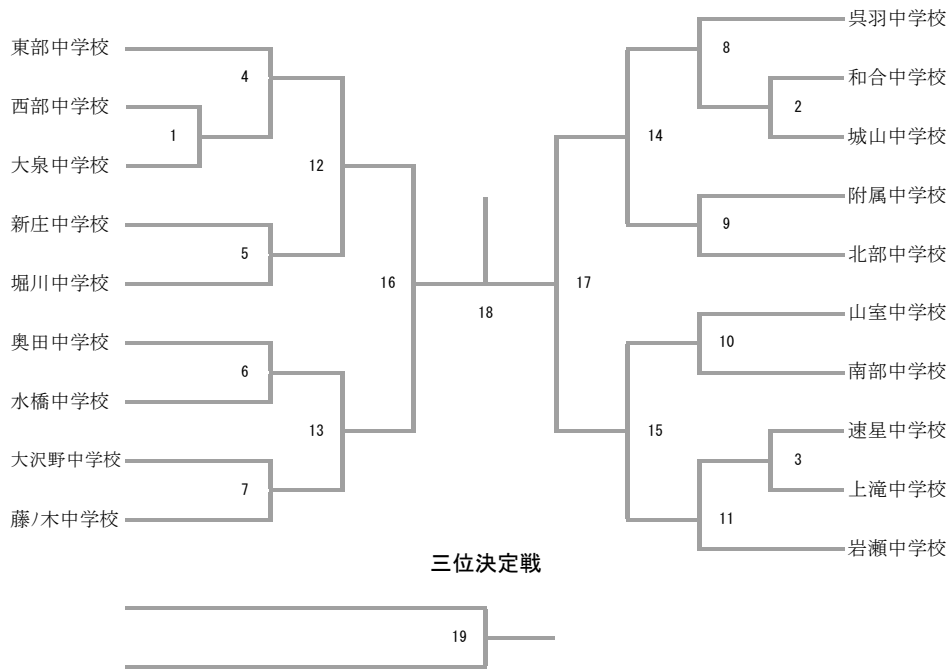 東部中学校
西部中学校
大泉中学校
新庄中学校
堀川中学校
奥田中学校
水橋中学校
大沢野中学校
藤ノ木中学校
4
1
5
6
7
12
13
16
18
17
14
15
8
2
9
10
3
11
呉羽中学校
和合中学校
城山中学校
附属中学校
北部中学校
山室中学校
南部中学校
速星中学校
上滝中学校
岩瀬中学校
三位決定戦
19